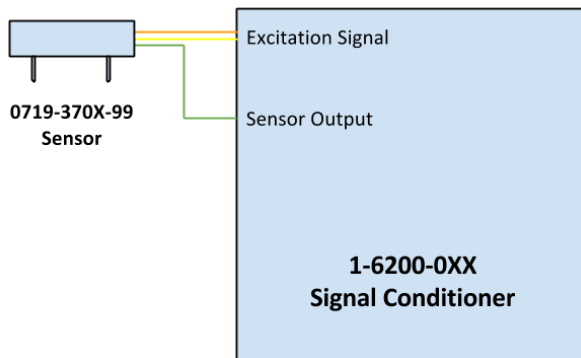 Excitation Signal
0719-370X-99
Sensor
Sensor Output
1-6200-0XX
Signal Conditioner